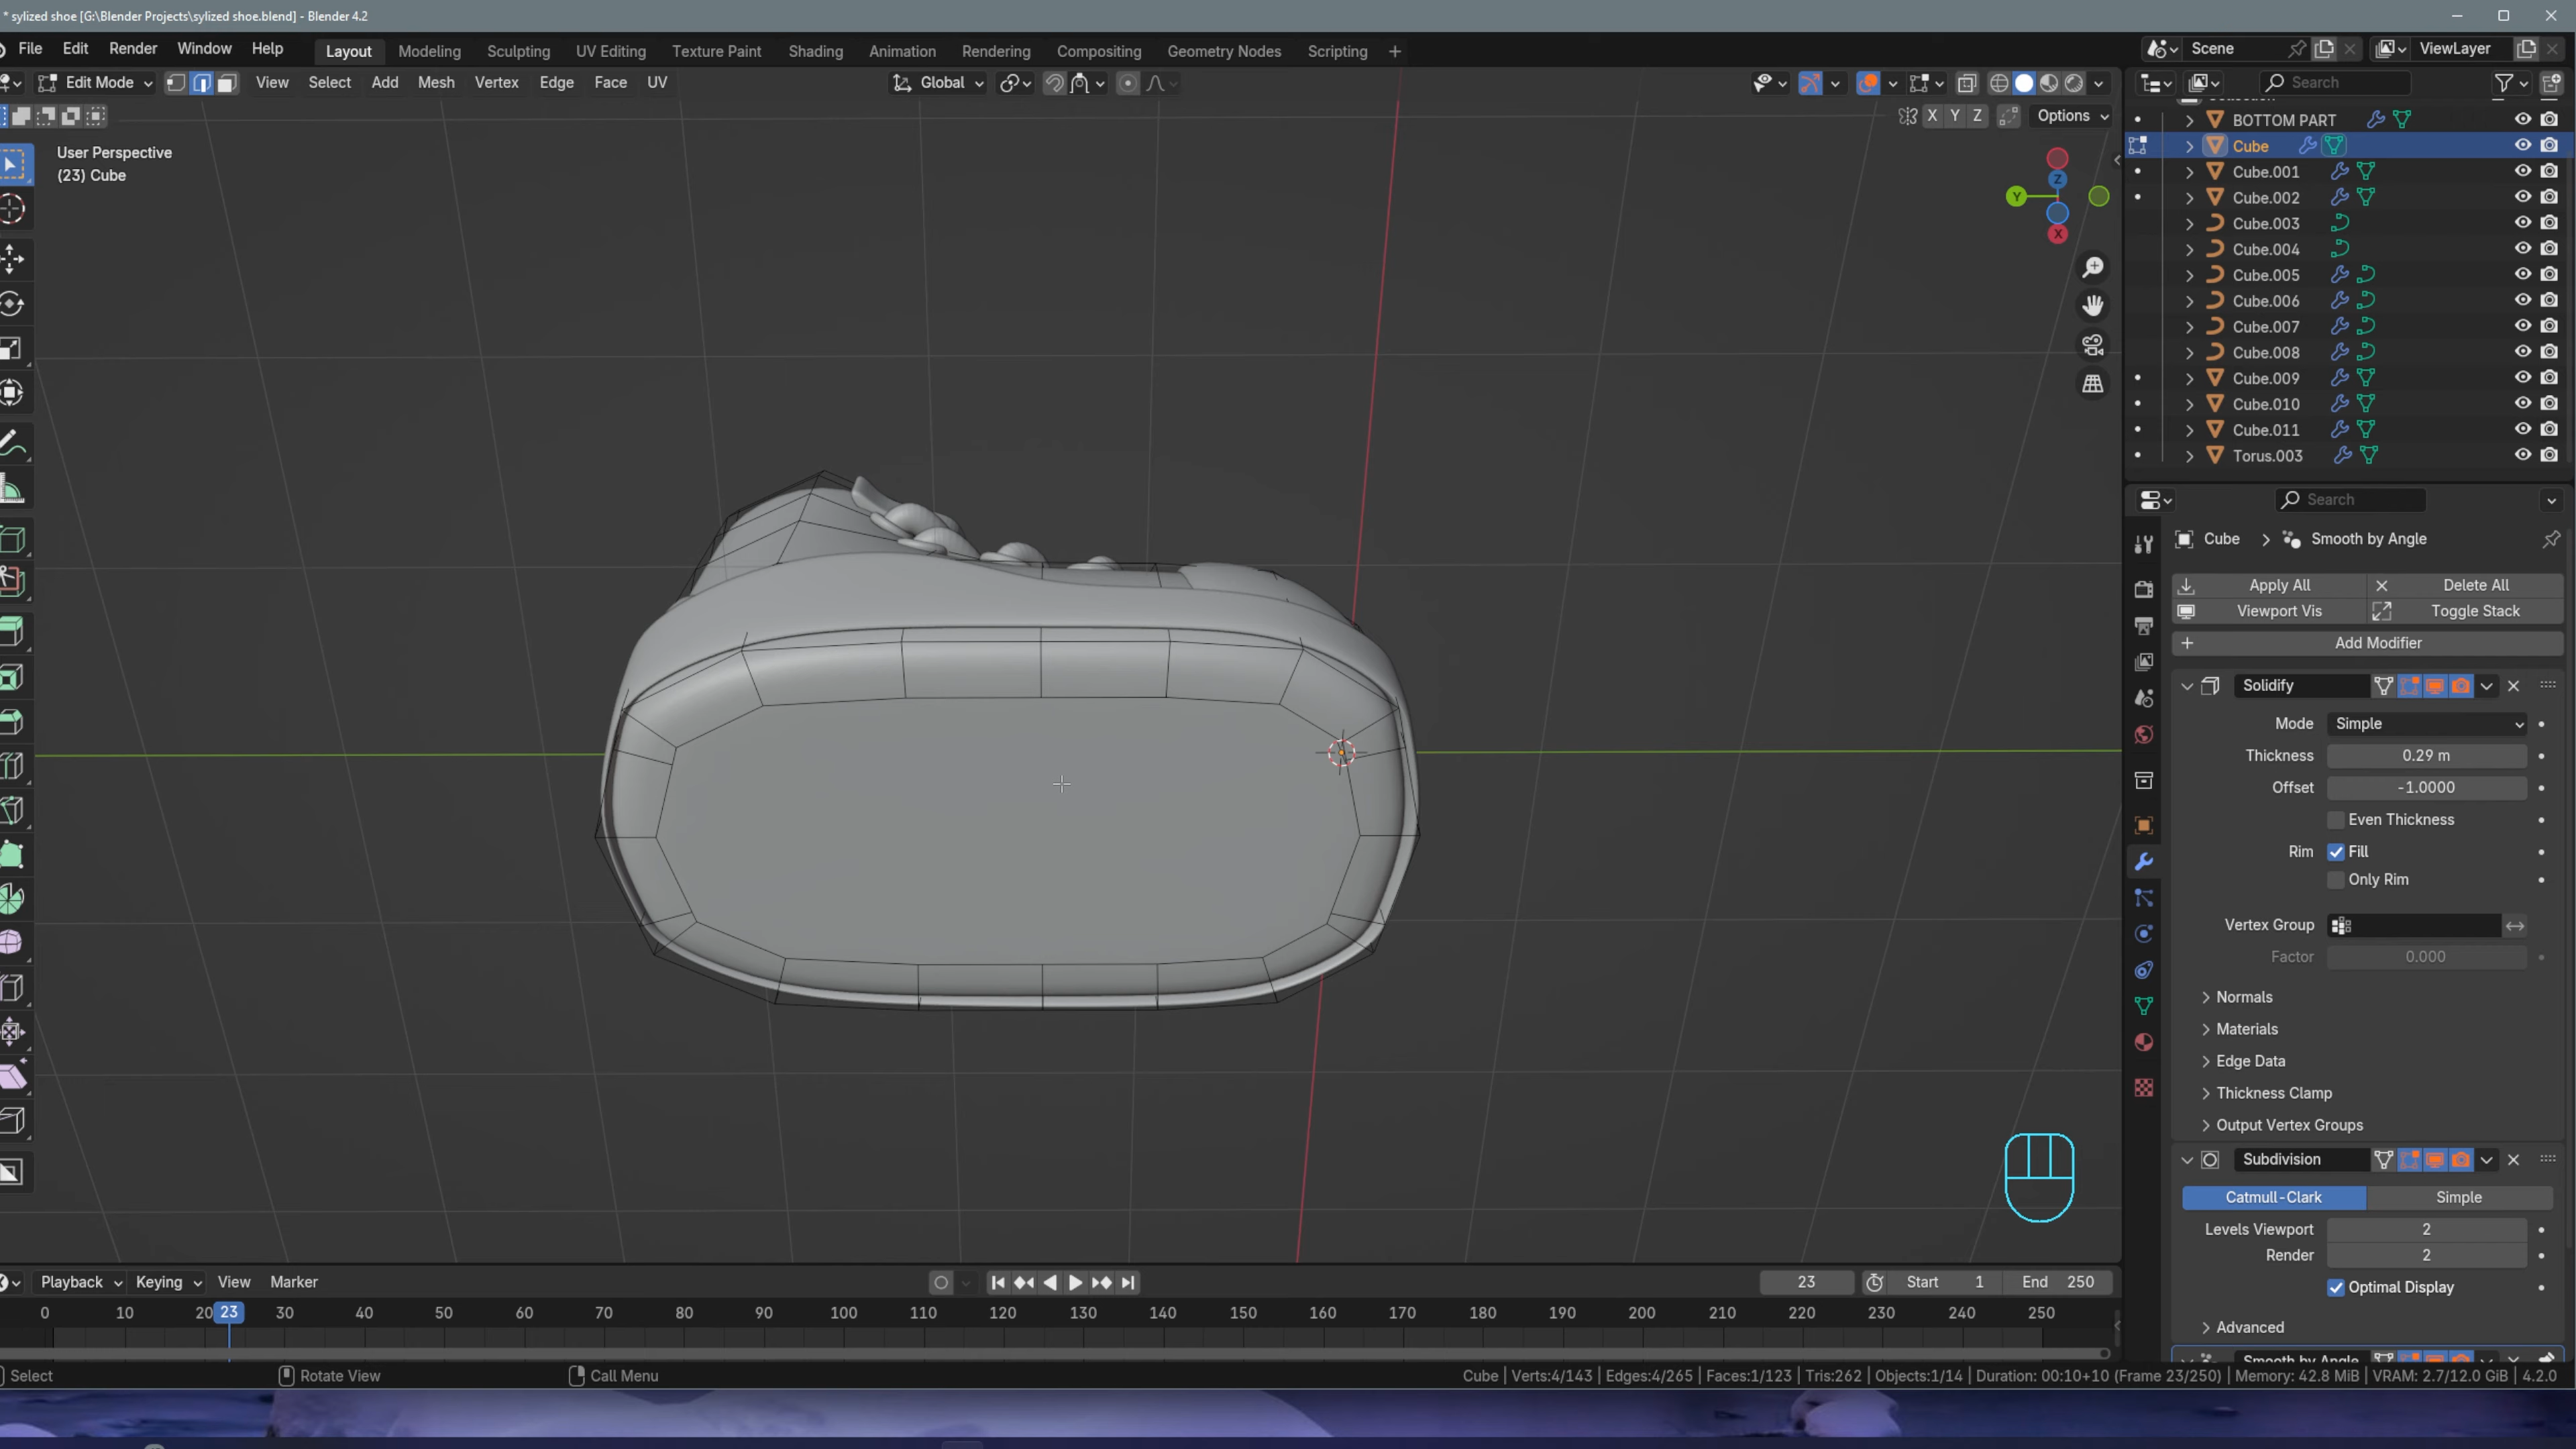 * sylized shoe [G:\Blender Projects\sylized shoe.blend] - Blender 4.2
File Edit Render Window Help Layout Modeling Sculpting UV Editing Texture Paint Shading Animation Rendering Compositing Geometry Nodes Scripting + Scene ViewLayer
Edit Mode View Select Add Mesh Vertex Edge Face UV Global Search
X Y Z Options
User Perspective
(23) Cube
Z
Y
X
BOTTOM PART
Cube
Cube.001
Cube.002
Cube.003
Cube.004
Cube.005
Cube.006
Cube.007
Cube.008
Cube.009
Cube.010
Cube.011
Torus.003
Search
Cube > Smooth by Angle
Apply All Delete All
Viewport Vis Toggle Stack
Add Modifier
Solidify
Mode Simple
Thickness 0.29 m
Offset -1.0000
Even Thickness
Rim Fill
Only Rim
Vertex Group
Factor 0.000
Normals
Materials
Edge Data
Thickness Clamp
Output Vertex Groups
Subdivision
Catmull-Clark Simple
Levels Viewport 2
Render 2
Optimal Display
Advanced
Smooth by Angle
Playback Keying View Marker 23 Start 1 End 250
0 10 20 23 30 40 50 60 70 80 90 100 110 120 130 140 150 160 170 180 190 200 210 220 230 240 250
Select Rotate View Call Menu Cube | Verts:4/143 | Edges:4/265 | Faces:1/123 | Tris:262 | Objects:1/14 | Duration: 00:10+10 (Frame 23/250) | Memory: 42.8 MiB | VRAM: 2.7/12.0 GiB | 4.2.0